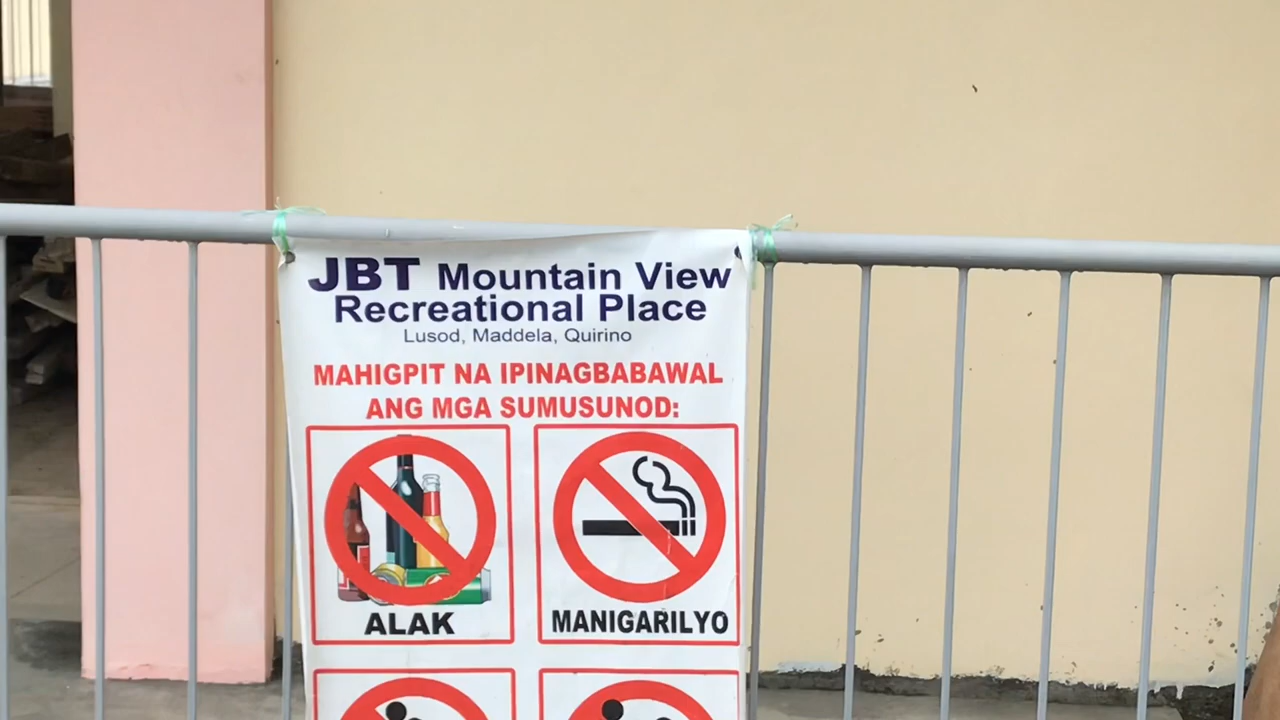 JBT Mountain View
Recreational Place
Lusod, Maddela, Quirino
MAHIGPIT NA IPINAGBABAWAL
ANG MGA SUMUSUNOD:
ALAK
MANIGARILYO